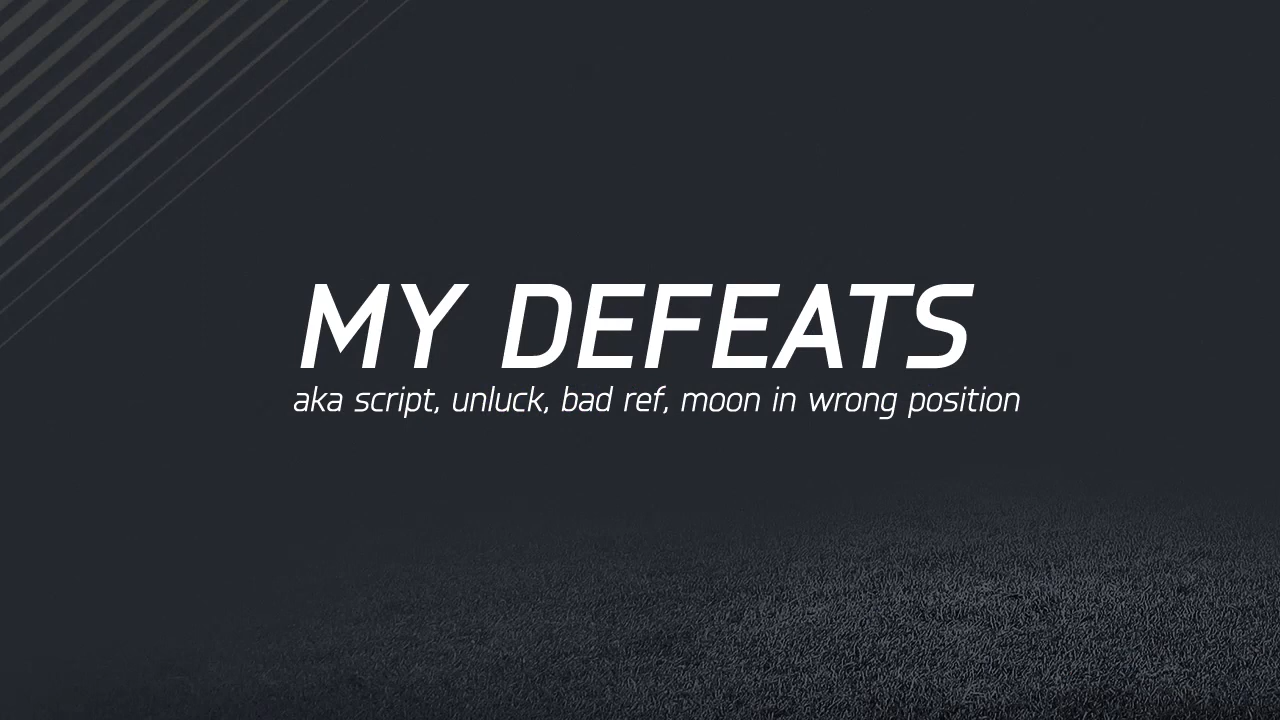 MY DEFEATS
aka script, unluck, bad ref, moon in wrong position